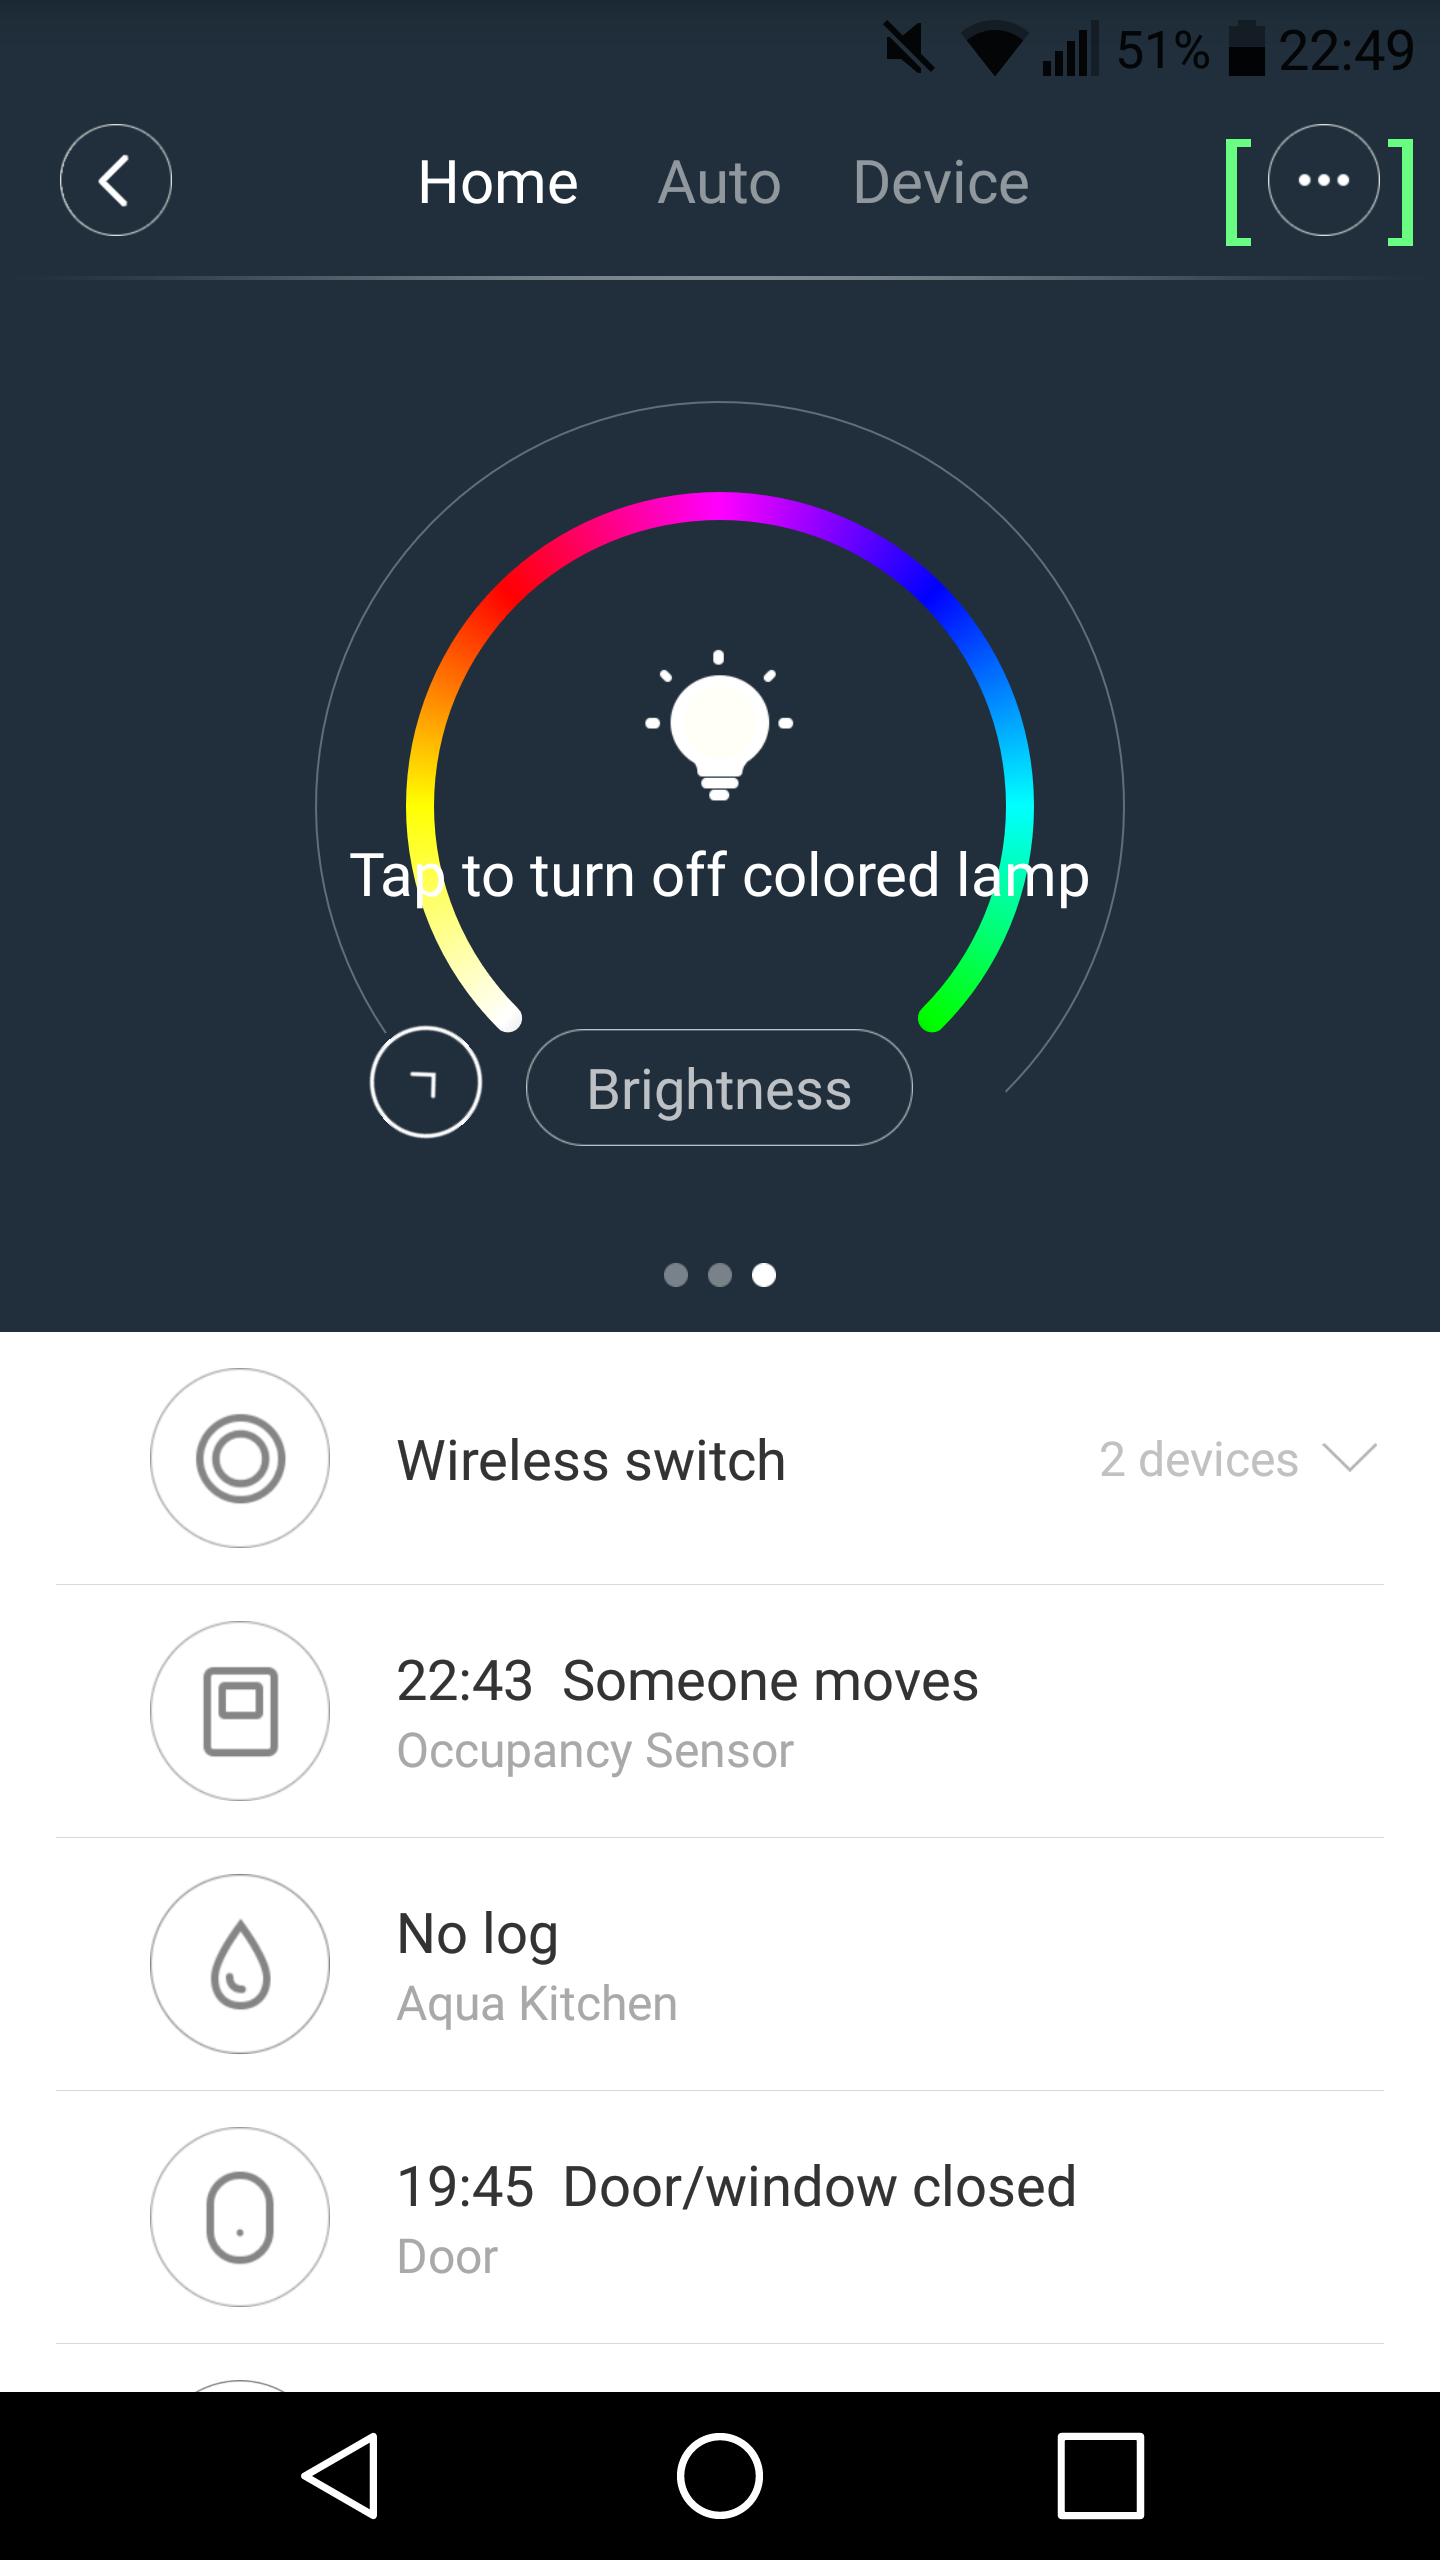 51% 22:49
Home Auto Device
Tap to turn off colored lamp
Brightness
Wireless switch 2 devices
22:43 Someone moves
Occupancy Sensor
No log
Aqua Kitchen
19:45 Door/window closed
Door